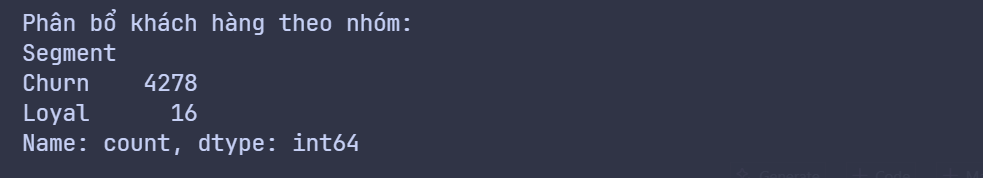 Phân bổ khách hàng theo nhóm:
Segment
Churn    4278
Loyal      16
Name: count, dtype: int64